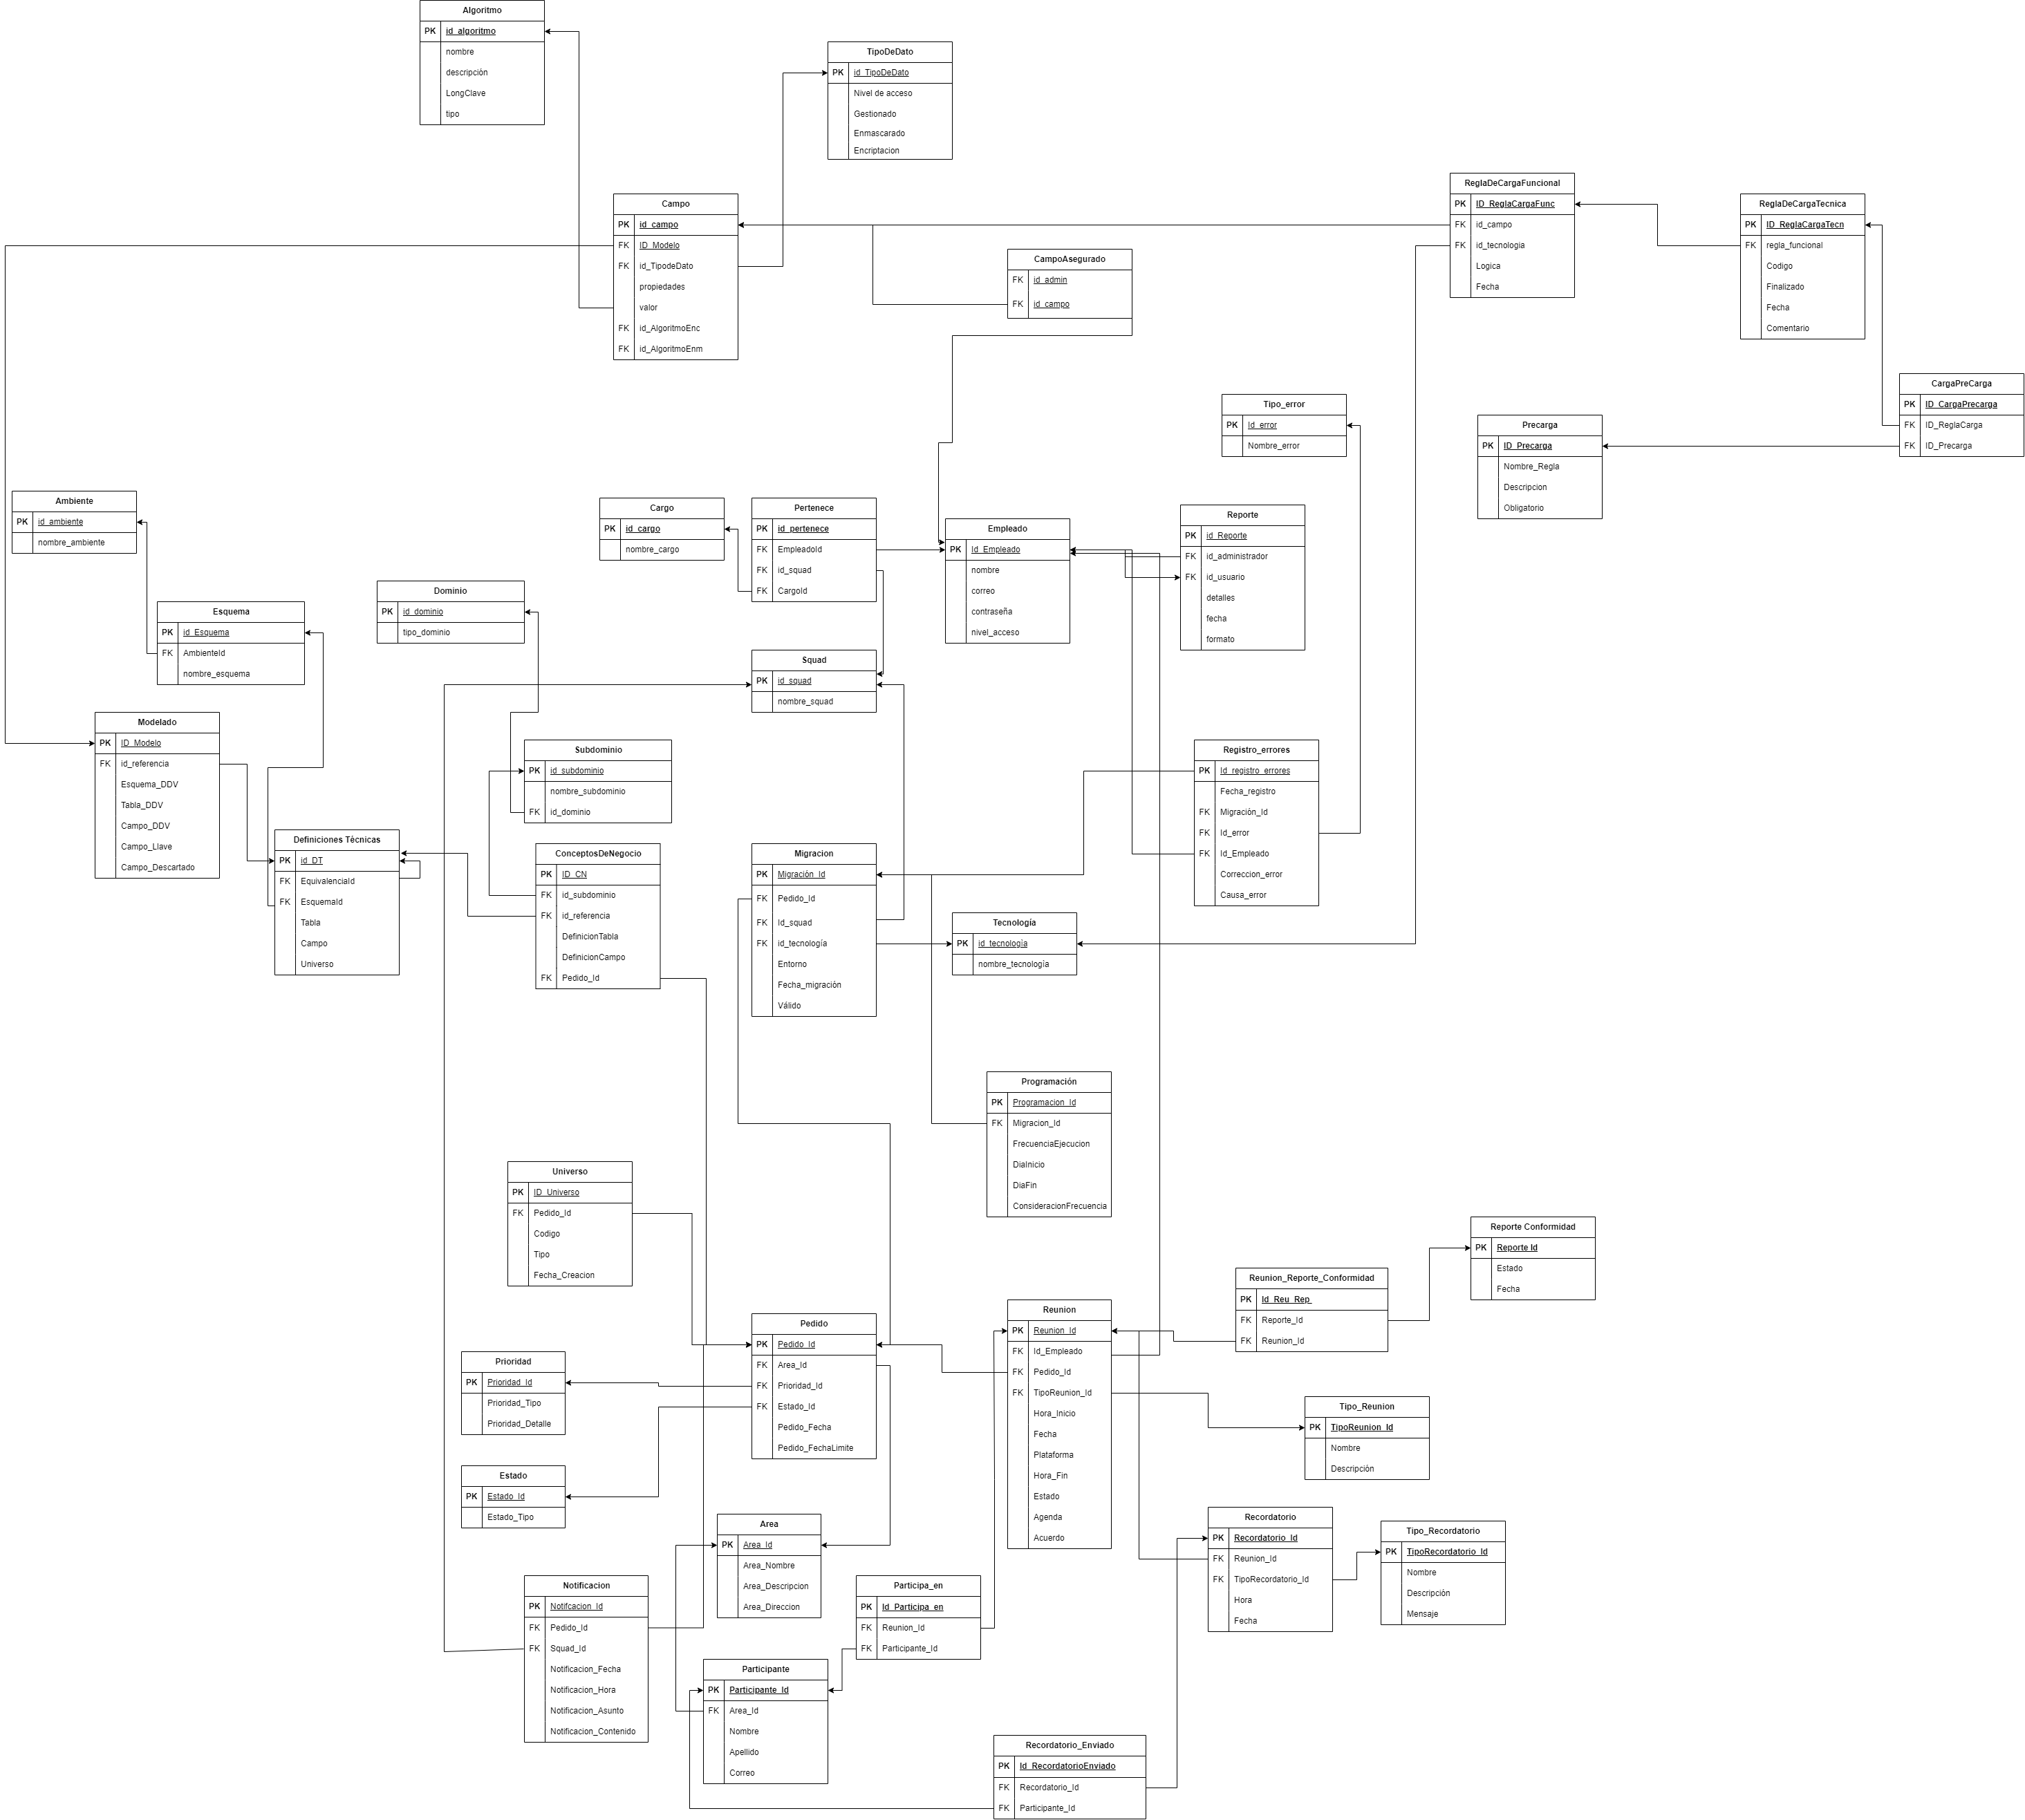 Algoritmo
PK id_algoritmo
nombre
descripción
LongClave
tipo
TipoDeDato
PK id_TipoDeDato
Nivel de acceso
Gestionado
Enmascarado
Encriptacion
Campo
PK id_campo
FK ID_Modelo
FK id_TipodeDato
propiedades
valor
FK id_AlgoritmoEnc
FK id_AlgoritmoEnm
CampoAsegurado
FK id_admin
FK id_campo
ReglaDeCargaFuncional
PK ID_ReglaCargaFunc
FK id_campo
FK id_tecnologia
Logica
Fecha
ReglaDeCargaTecnica
PK ID_ReglaCargaTecn
FK regla_funcional
Codigo
Finalizado
Fecha
Comentario
CargaPreCarga
PK ID_CargaPrecarga
FK ID_ReglaCarga
FK ID_Precarga
Precarga
PK ID_Precarga
Nombre_Regla
Descripcion
Obligatorio
Tipo_error
PK Id_error
Nombre_error
Ambiente
PK id_ambiente
nombre_ambiente
Cargo
PK id_cargo
nombre_cargo
Pertenece
PK id_pertenece
FK EmpleadoId
FK id_squad
FK CargoId
Empleado
PK Id_Empleado
nombre
correo
contraseña
nivel_acceso
Reporte
PK id_Reporte
FK id_administrador
FK id_usuario
detalles
fecha
formato
Dominio
PK id_dominio
tipo_dominio
Esquema
PK id_Esquema
FK AmbienteId
nombre_esquema
Squad
PK id_squad
nombre_squad
Modelado
PK ID_Modelo
FK id_referencia
Esquema_DDV
Tabla_DDV
Campo_DDV
Campo_Llave
Campo_Descartado
Subdominio
PK id_subdominio
nombre_subdominio
FK id_dominio
Registro_errores
PK Id_registro_errores
Fecha_registro
FK Migración_Id
FK Id_error
FK Id_Empleado
Correccion_error
Causa_error
Definiciones Técnicas
PK id_DT
FK EquivalenciaId
FK EsquemaId
Tabla
Campo
Universo
ConceptosDeNegocio
PK ID_CN
FK id_subdominio
FK id_referencia
DefinicionTabla
DefinicionCampo
FK Pedido_Id
Migracion
PK Migración_Id
FK Pedido_Id
FK Id_squad
FK id_tecnología
Entorno
Fecha_migración
Válido
Tecnología
PK id_tecnología
nombre_tecnología
Programación
PK Programacion_Id
FK Migracion_Id
FrecuenciaEjecucion
DiaInicio
DiaFin
ConsideracionFrecuencia
Universo
PK ID_Universo
FK Pedido_Id
Codigo
Tipo
Fecha_Creacion
Reporte Conformidad
PK Reporte Id
Estado
Fecha
Reunion_Reporte_Conformidad
PK Id_Reu_Rep_
FK Reporte_Id
FK Reunion_Id
Reunion
PK Reunion_Id
FK Id_Empleado
FK Pedido_Id
FK TipoReunion_Id
Hora_Inicio
Fecha
Plataforma
Hora_Fin
Estado
Agenda
Acuerdo
Pedido
PK Pedido_Id
FK Area_Id
FK Prioridad_Id
FK Estado_Id
Pedido_Fecha
Pedido_FechaLimite
Prioridad
PK Prioridad_Id
Prioridad_Tipo
Prioridad_Detalle
Tipo_Reunion
PK TipoReunion_Id
Nombre
Descripción
Estado
PK Estado_Id
Estado_Tipo
Area
PK Area_Id
Area_Nombre
Area_Descripcion
Area_Direccion
Recordatorio
PK Recordatorio_Id
FK Reunion_Id
FK TipoRecordatorio_Id
Hora
Fecha
Tipo_Recordatorio
PK TipoRecordatorio_Id
Nombre
Descripción
Mensaje
Notificacion
PK Notifcacion_Id
FK Pedido_Id
FK Squad_Id
Notificacion_Fecha
Notificacion_Hora
Notificacion_Asunto
Notificacion_Contenido
Participa_en
PK Id_Participa_en
FK Reunion_Id
FK Participante_Id
Participante
PK Participante_Id
FK Area_Id
Nombre
Apellido
Correo
Recordatorio_Enviado
PK Id_RecordatorioEnviado
FK Recordatorio_Id
FK Participante_Id